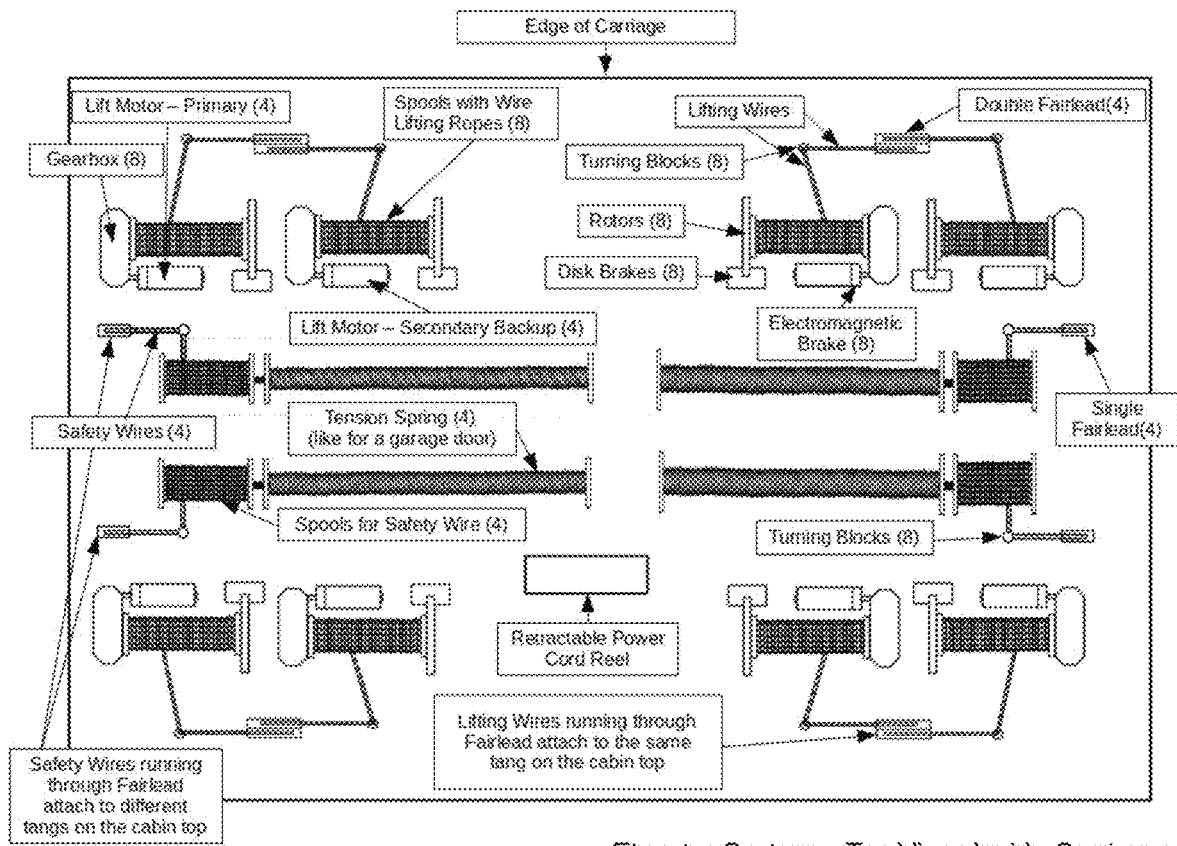 Edge of Carriage
Lift Motor – Primary (4)
Spools with Wire
Lifting Ropes (8)
Lifting Wires
Double Fairlead(4)
Gearbox (8)
Turning Blocks (8)
Rotors (8)
Disk Brakes (8)
Lift Motor – Secondary Backup (4)
Electromagnetic
Brake (8)
Safety Wires (4)
Tension Spring (4)
(like for a garage door)
Single
Fairlead(4)
Spools for Safety Wire (4)
Turning Blocks (8)
Retractable Power
Cord Reel
Lifting Wires running through
Fairlead attach to the same
tang on the cabin top
Safety Wires running
through Fairlead
attach to different
tangs on the cabin top